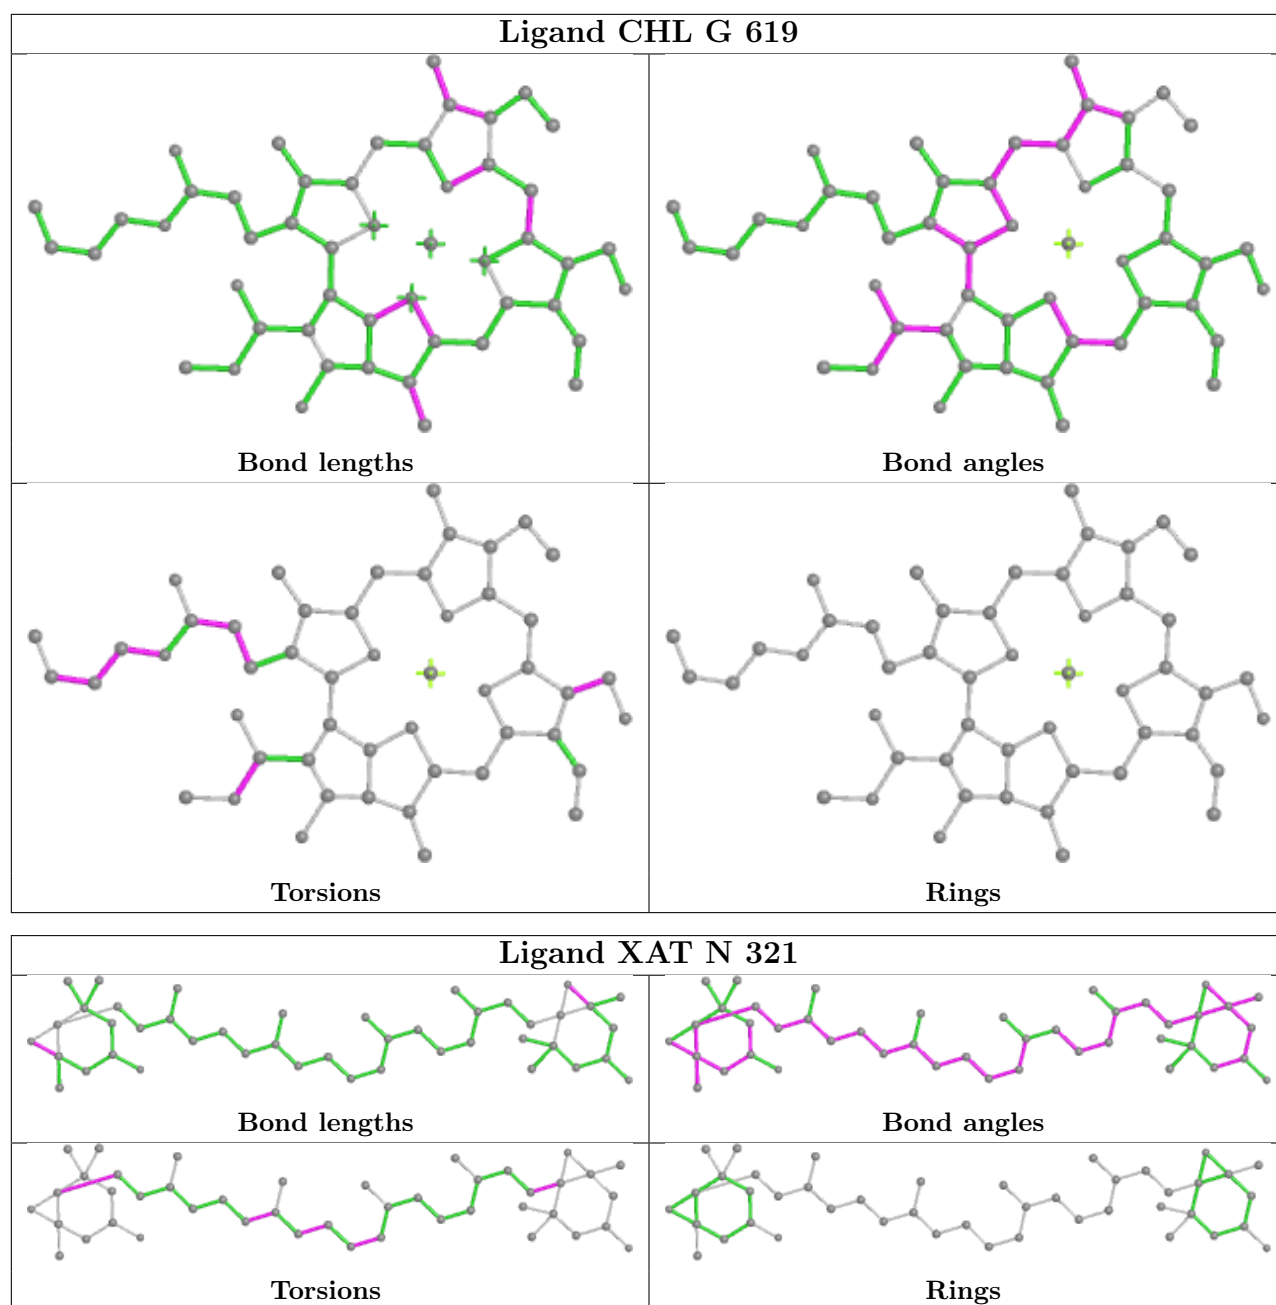 Ligand CHL G 619
Bond lengths
Bond angles
Torsions
Rings
Ligand XAT N 321
Bond lengths
Bond angles
Torsions
Rings